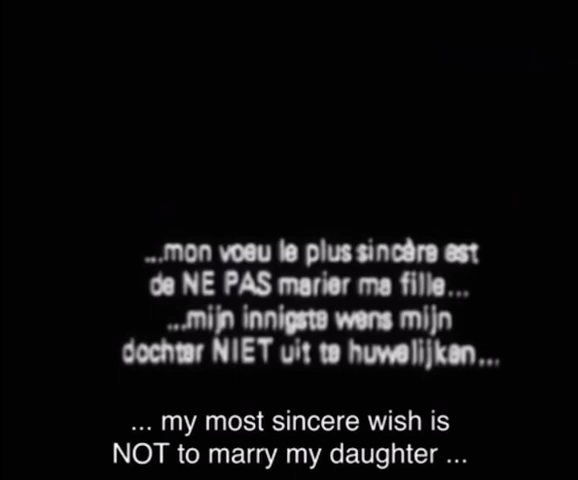 ...mon voeu le plus sincère est
de NE PAS marier ma fille...
...mijn innigste wens mijn
dochter NIET uit te huwelijken...
... my most sincere wish is
NOT to marry my daughter ...